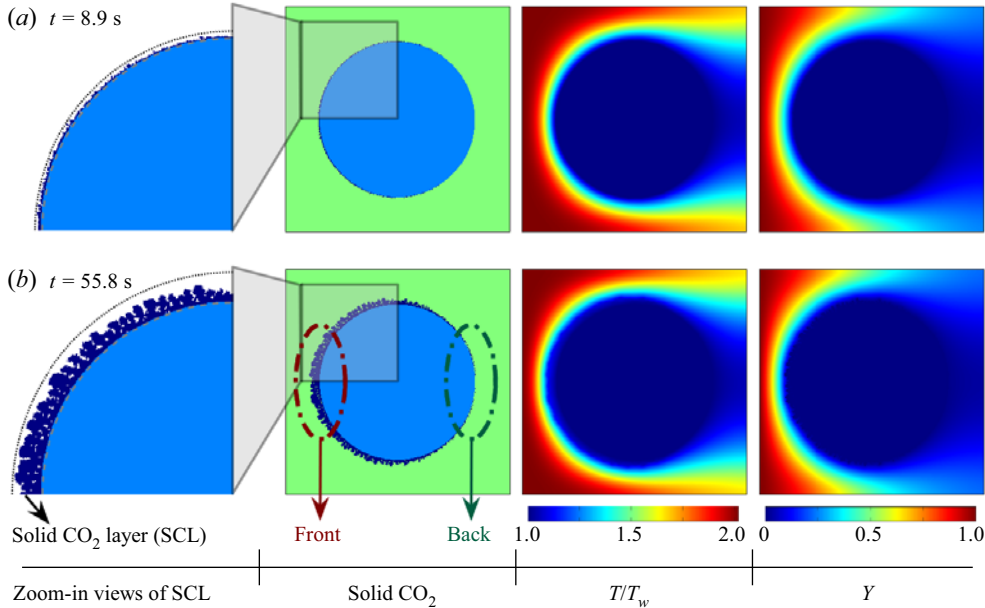 (a) t = 8.9 s
(b) t = 55.8 s
Solid CO₂ layer (SCL)
Front
Back
1.0 1.5 2.0
0 0.5 1.0
Zoom-in views of SCL
Solid CO₂
T/T_w
Y